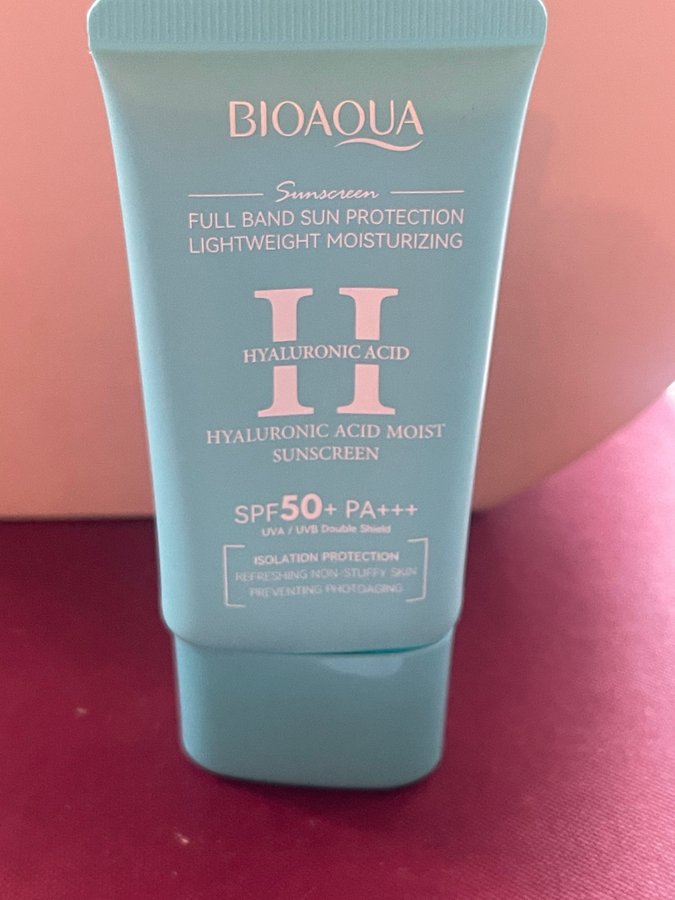 BIOAQUA
Sunscreen
FULL BAND SUN PROTECTION
LIGHTWEIGHT MOISTURIZING
H
HYALURONIC ACID
HYALURONIC ACID MOIST
SUNSCREEN
SPF50+ PA+++
UVA / UVB Double Shield
ISOLATION PROTECTION
REFRESHING NON-STUFFY SKIN
PREVENTING PHOTOAGING